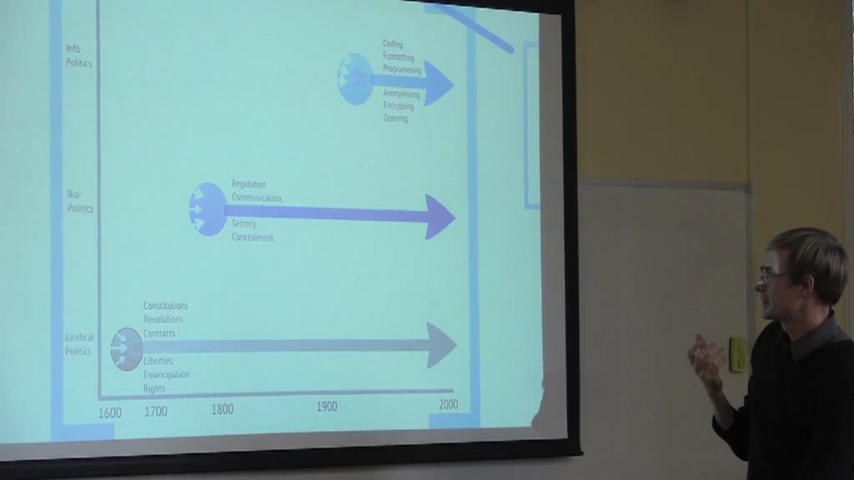 Info-
Politics
Coding
Formatting
Programming
Anonymizing
Encrypting
Opening
Bio-
Politics
Regulation
Communication
Secrecy
Concealment
Juridical
Politics
Constitutions
Revolutions
Contracts
Liberties
Emancipation
Rights
1600 1700 1800 1900 2000